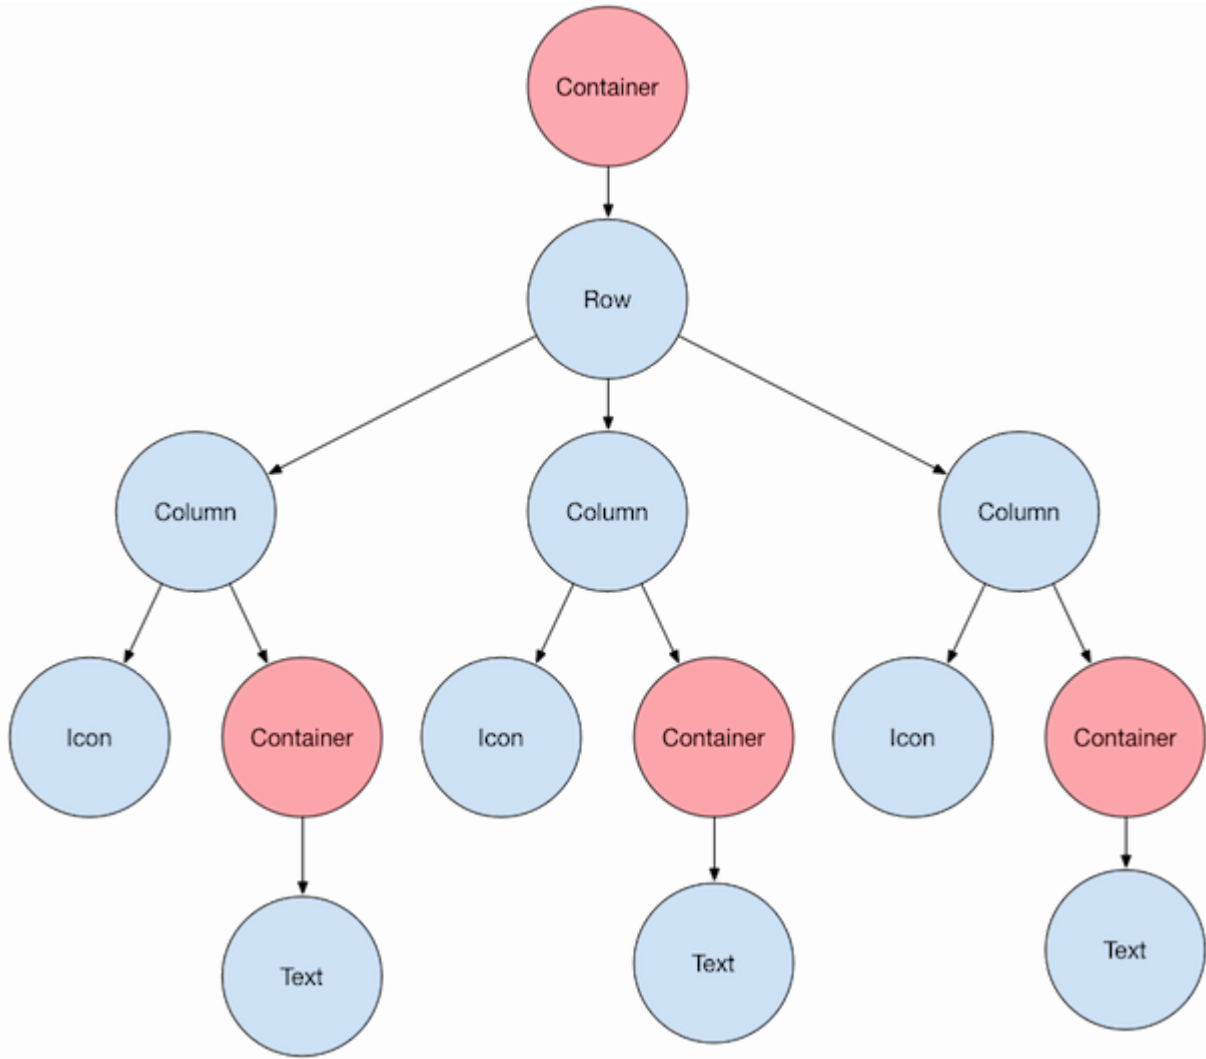 Container
Row
Column
Column
Column
Icon
Container
Icon
Container
Icon
Container
Text
Text
Text